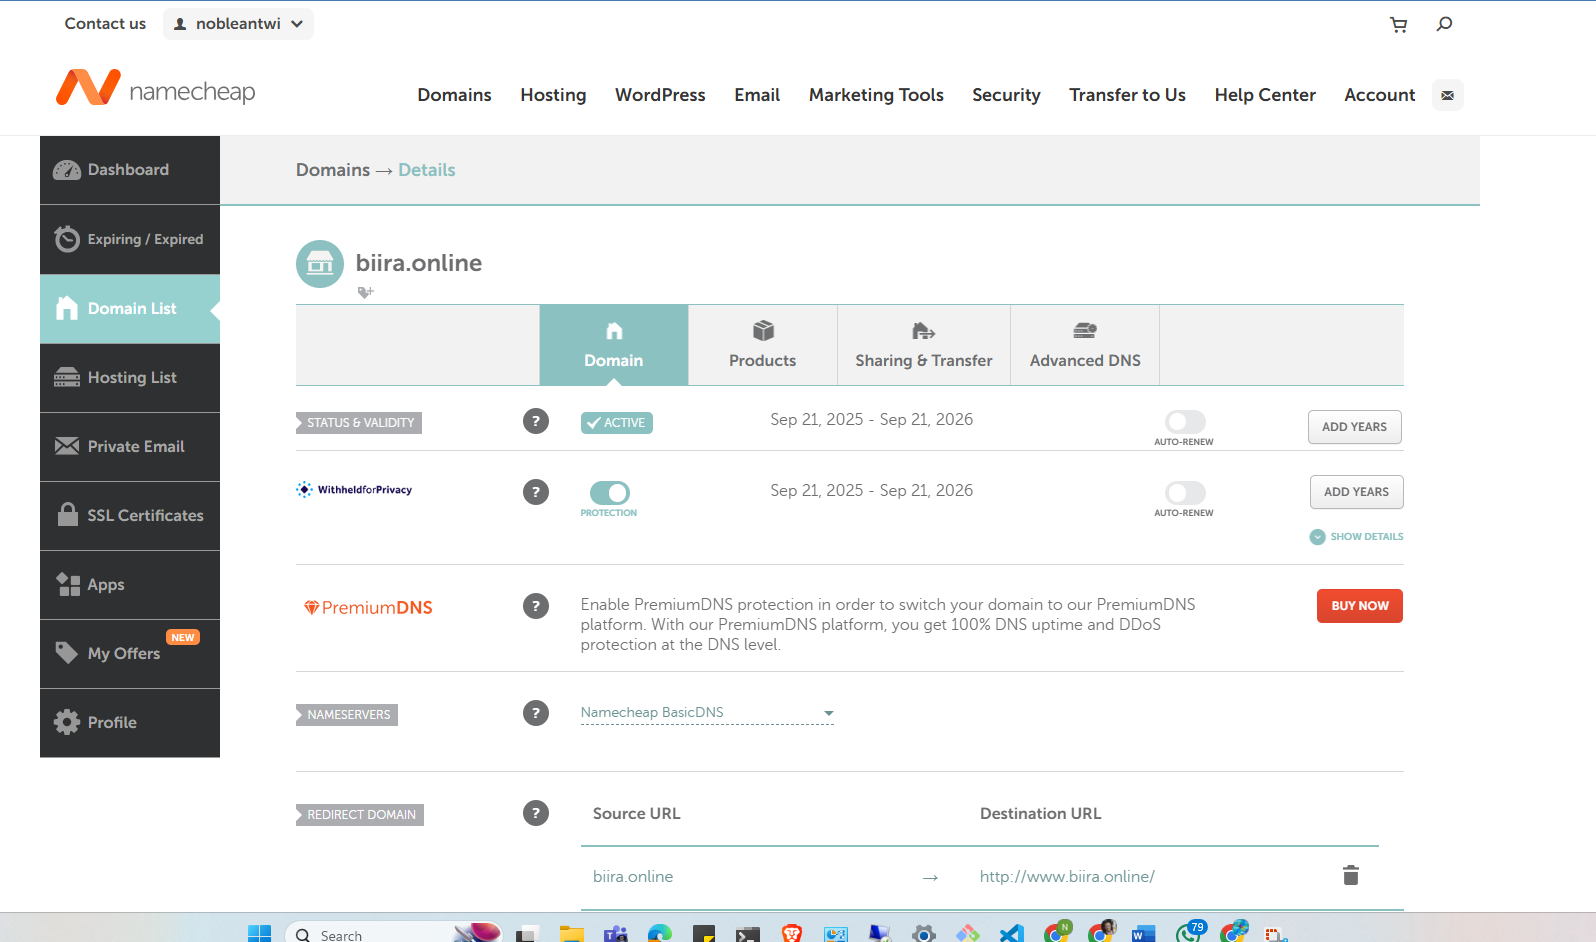 Contact us
nobleantwi
namecheap
Domains
Hosting
WordPress
Email
Marketing Tools
Security
Transfer to Us
Help Center
Account
Dashboard
Expiring / Expired
Domain List
Hosting List
Private Email
SSL Certificates
Apps
NEW
My Offers
Profile
Domains → Details
biira.online
Domain
Products
Sharing & Transfer
Advanced DNS
STATUS & VALIDITY
?
ACTIVE
Sep 21, 2025 - Sep 21, 2026
AUTO-RENEW
ADD YEARS
WithheldforPrivacy
?
PROTECTION
Sep 21, 2025 - Sep 21, 2026
AUTO-RENEW
ADD YEARS
SHOW DETAILS
PremiumDNS
?
Enable PremiumDNS protection in order to switch your domain to our PremiumDNS
platform. With our PremiumDNS platform, you get 100% DNS uptime and DDoS
protection at the DNS level.
BUY NOW
NAMESERVERS
?
Namecheap BasicDNS
REDIRECT DOMAIN
?
Source URL
Destination URL
biira.online
→
http://www.biira.online/
Search
N
79